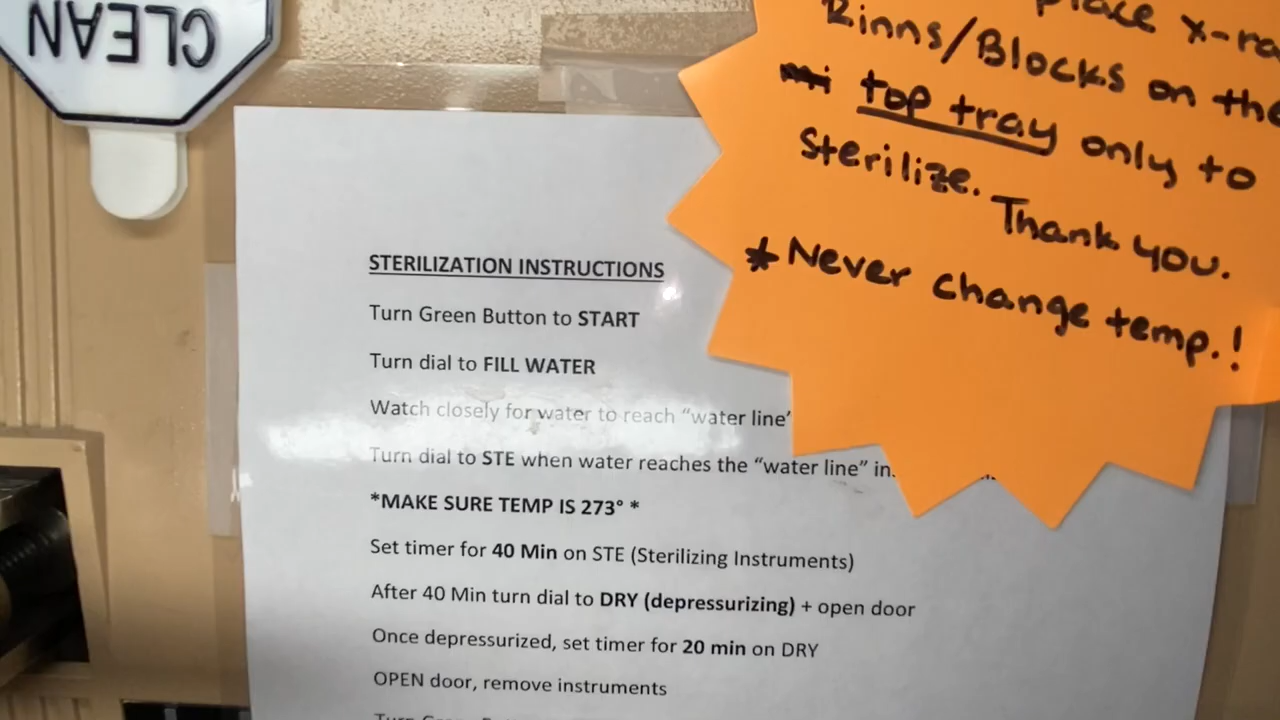 CLEAN
place x-ra
Rinns/Blocks on the
top tray only to
sterilize. Thank you.
* Never change temp.!
STERILIZATION INSTRUCTIONS
Turn Green Button to START
Turn dial to FILL WATER
Watch closely for water to reach “water line’
Turn dial to STE when water reaches the “water line” in
*MAKE SURE TEMP IS 273° *
Set timer for 40 Min on STE (Sterilizing Instruments)
After 40 Min turn dial to DRY (depressurizing) + open door
Once depressurized, set timer for 20 min on DRY
OPEN door, remove instruments